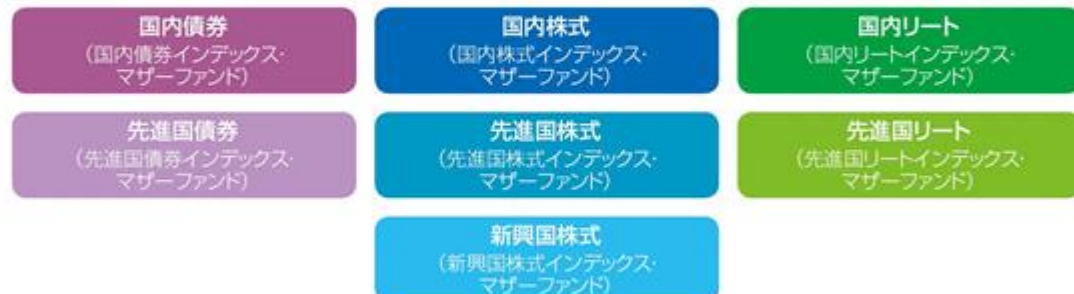 国内債券
(国内債券インデックス・
マザーファンド)
国内株式
(国内株式インデックス・
マザーファンド)
国内リート
(国内リートインデックス・
マザーファンド)
先進国債券
(先進国債券インデックス・
マザーファンド)
先進国株式
(先進国株式インデックス・
マザーファンド)
先進国リート
(先進国リートインデックス・
マザーファンド)
新興国株式
(新興国株式インデックス・
マザーファンド)